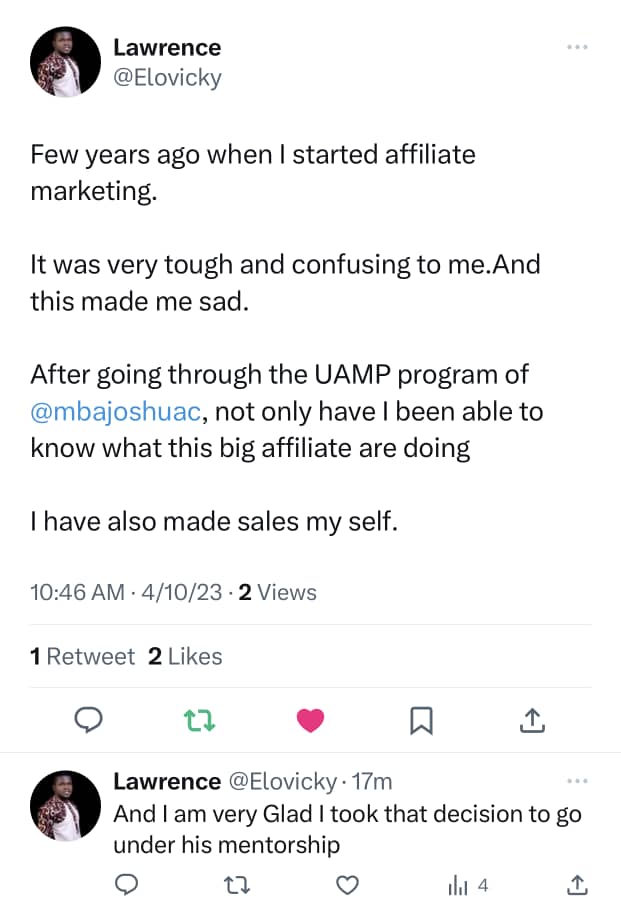 Lawrence
@Elovicky
Few years ago when I started affiliate
marketing.
It was very tough and confusing to me.And
this made me sad.
After going through the UAMP program of
@mbajoshuac, not only have I been able to
know what this big affiliate are doing
I have also made sales my self.
10:46 AM · 4/10/23 · 2 Views
1 Retweet 2 Likes
Lawrence @Elovicky · 17m
And I am very Glad I took that decision to go
under his mentorship
4